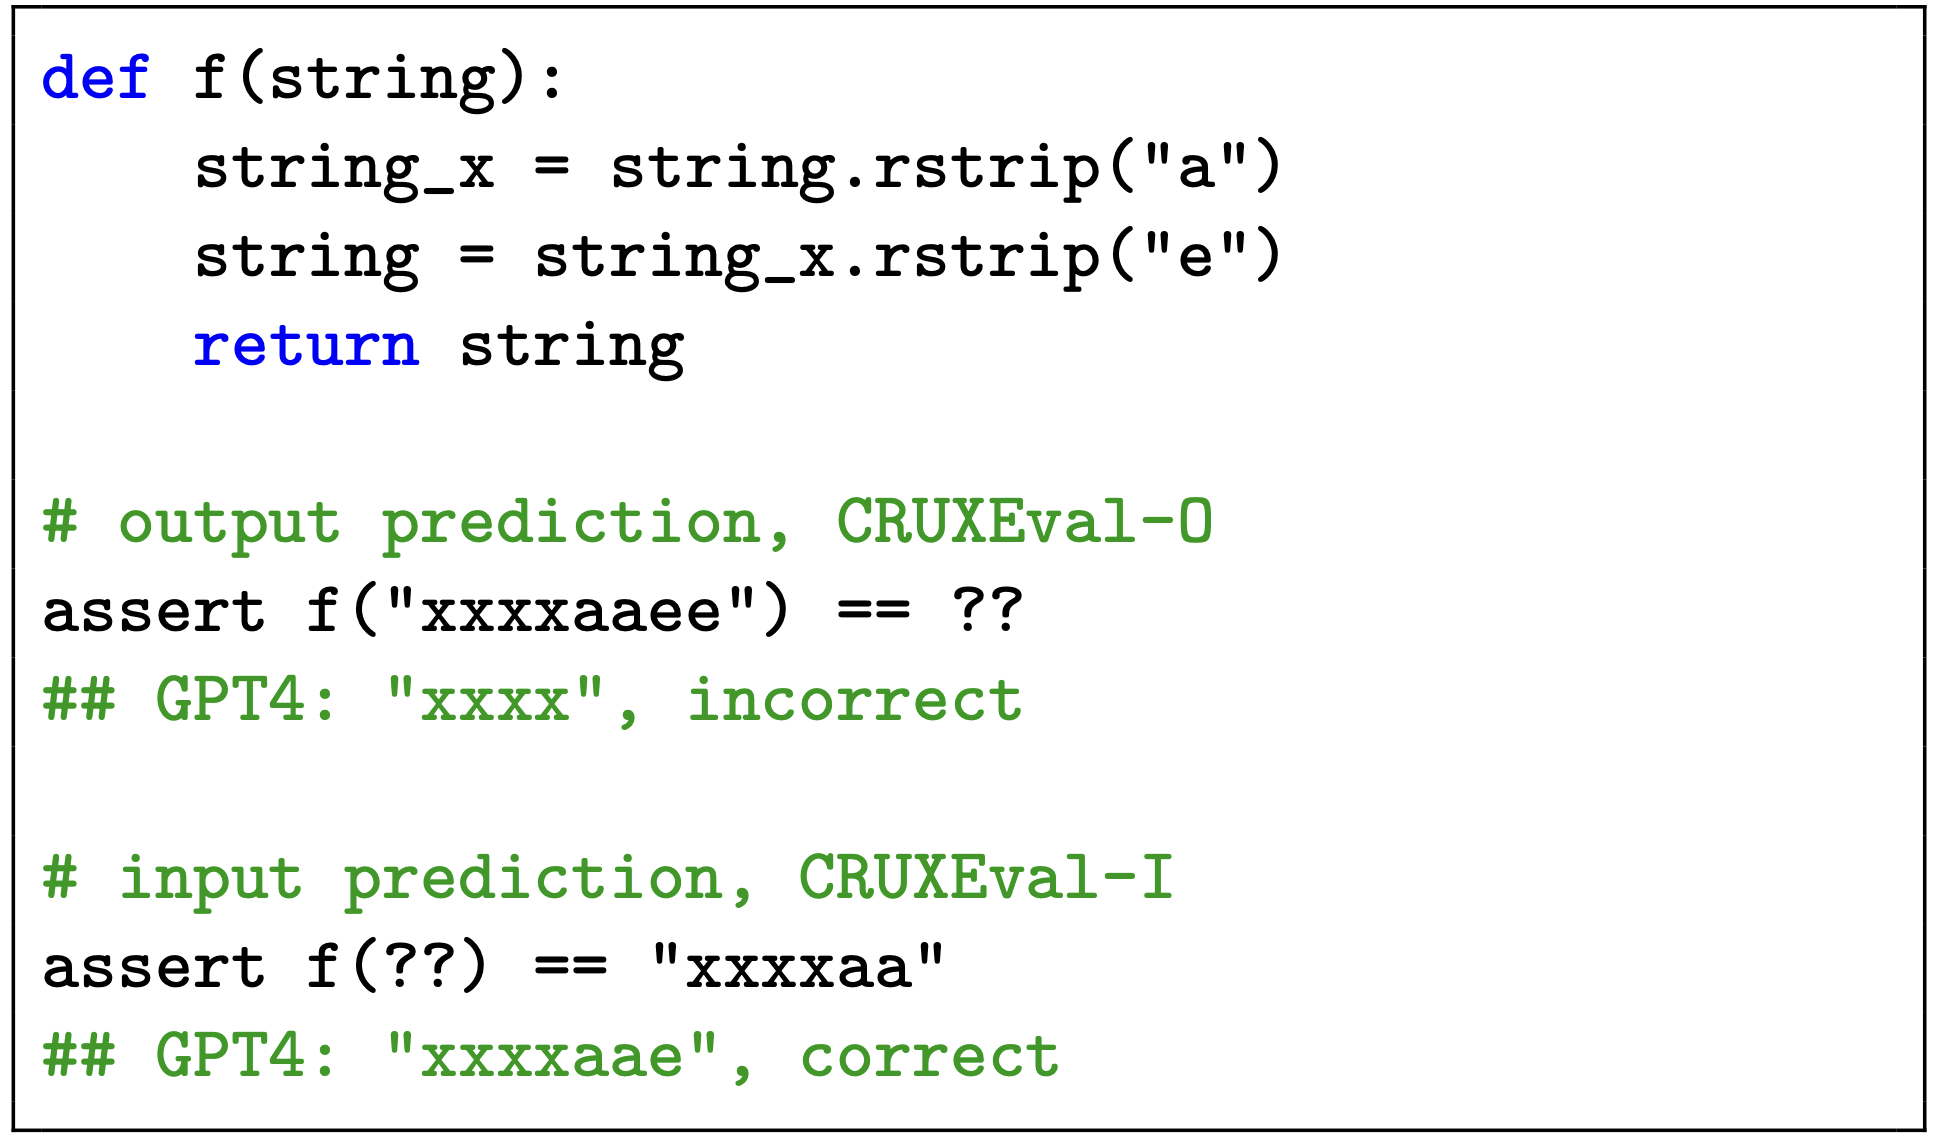 def f(string):
    string_x = string.rstrip("a")
    string = string_x.rstrip("e")
    return string
# output prediction, CRUXEval-O
assert f("xxxxaaee") == ??
## GPT4: "xxxx", incorrect
# input prediction, CRUXEval-I
assert f(??) == "xxxxaa"
## GPT4: "xxxxaae", correct